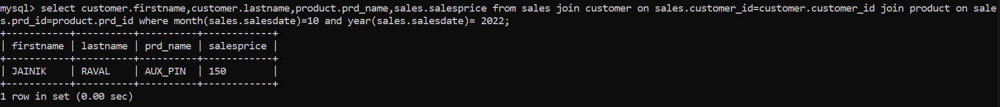 mysql> select customer.firstname,customer.lastname,product.prd_name,sales.salesprice from sales join customer on sales.customer_id=customer.customer_id join product on sale
s.prd_id=product.prd_id where month(sales.salesdate)=10 and year(sales.salesdate)= 2022;
+-----------+----------+----------+------------+
| firstname | lastname | prd_name | salesprice |
+-----------+----------+----------+------------+
| JAINIK    | RAVAL    | AUX_PIN  | 150        |
+-----------+----------+----------+------------+
1 row in set (0.00 sec)